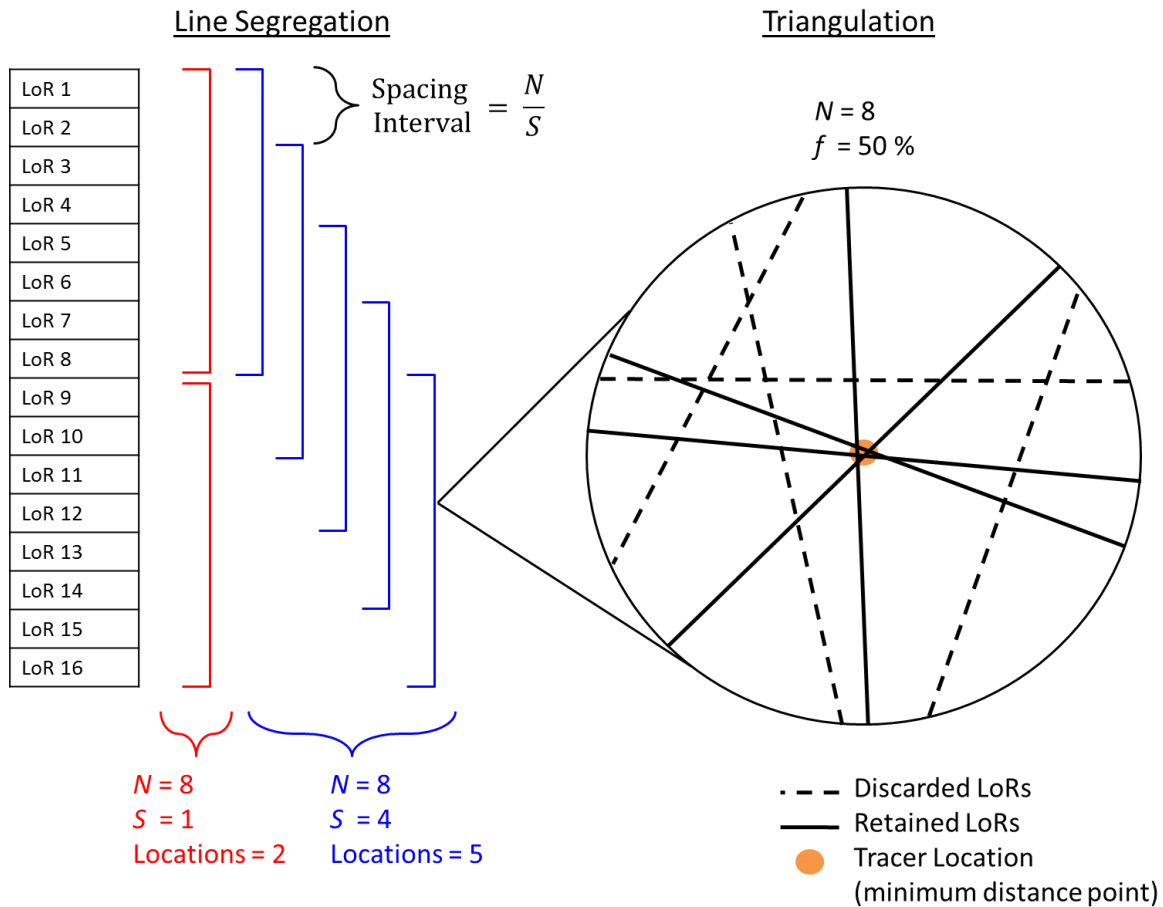 Line Segregation
LoR 1
LoR 2
LoR 3
LoR 4
LoR 5
LoR 6
LoR 7
LoR 8
LoR 9
LoR 10
LoR 11
LoR 12
LoR 13
LoR 14
LoR 15
LoR 16
Spacing
Interval = N/S
N = 8
S = 1
Locations = 2
N = 8
S = 4
Locations = 5
Triangulation
N = 8
f = 50 %
Discarded LoRs
Retained LoRs
Tracer Location
(minimum distance point)